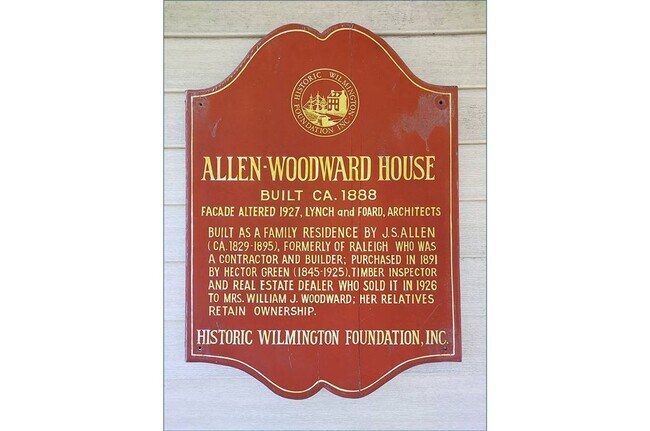 HISTORIC WILMINGTON
FOUNDATION INC.
ALLEN-WOODWARD HOUSE
BUILT CA. 1888
FACADE ALTERED 1927, LYNCH and FOARD, ARCHITECTS
BUILT AS A FAMILY RESIDENCE BY J.S. ALLEN
(CA. 1829-1895), FORMERLY OF RALEIGH WHO WAS
A CONTRACTOR AND BUILDER; PURCHASED IN 1891
BY HECTOR GREEN (1845-1925), TIMBER INSPECTOR
AND REAL ESTATE DEALER WHO SOLD IT IN 1926
TO MRS. WILLIAM J. WOODWARD; HER RELATIVES
RETAIN OWNERSHIP.
HISTORIC WILMINGTON FOUNDATION, INC.